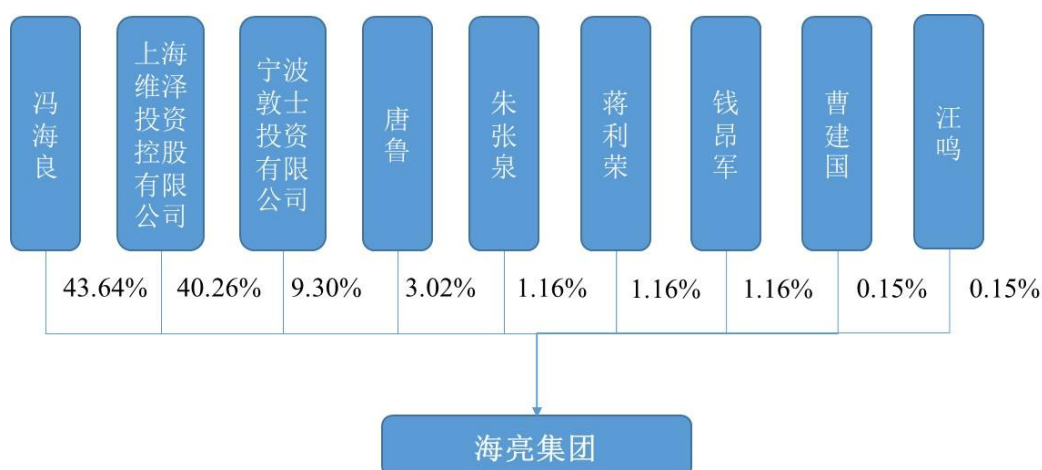 冯海良
上海维泽投资控股有限公司
宁波敦士投资有限公司
唐鲁
朱张泉
蒋利荣
钱昂军
曹建国
汪鸣
43.64%
40.26%
9.30%
3.02%
1.16%
1.16%
1.16%
0.15%
0.15%
海亮集团